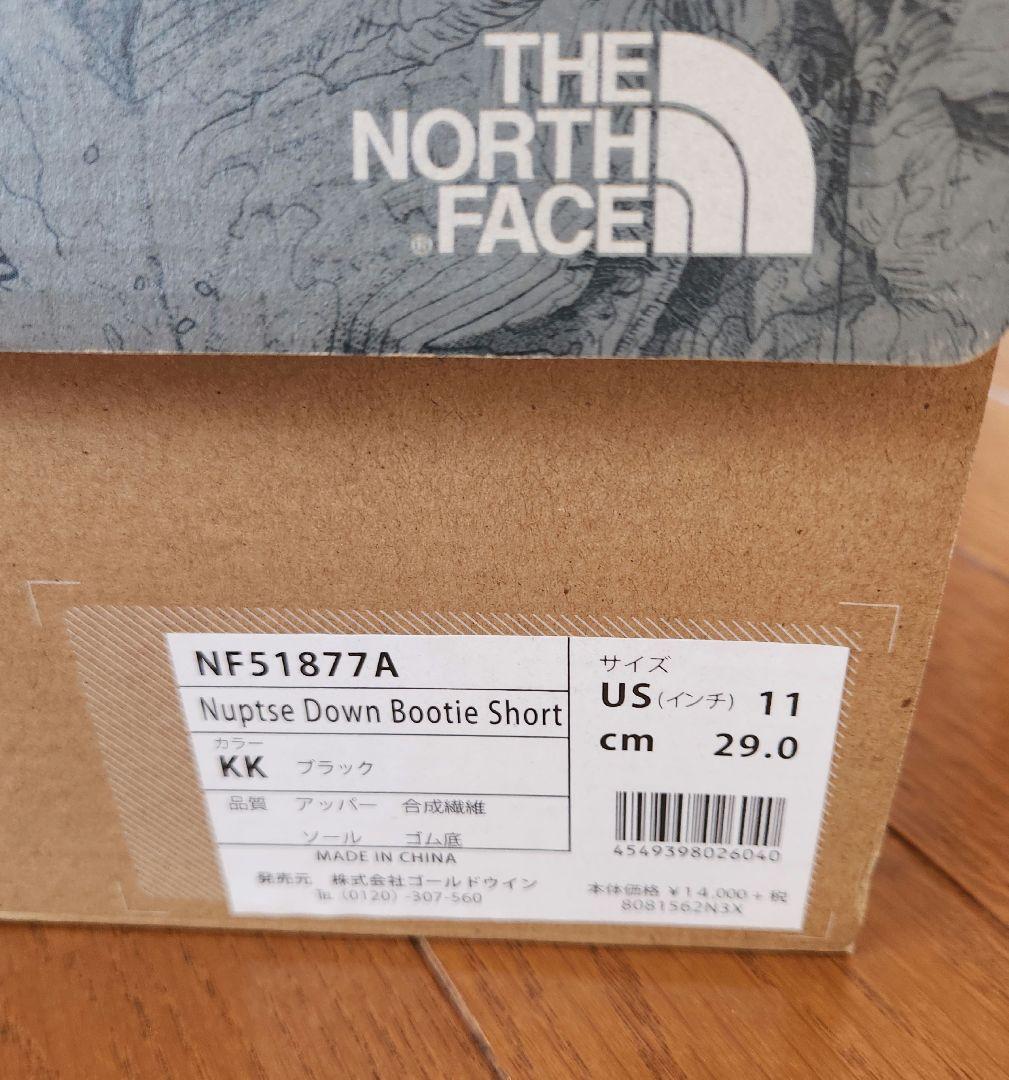 THE
NORTH
FACE
®
NF51877A
Nuptse Down Bootie Short
カラー
KK ブラック
品質 アッパー 合成繊維
ソール ゴム底
MADE IN CHINA
発売元 株式会社ゴールドウイン
℡ (0120) -307-560
サイズ
US (インチ) 11
cm 29.0
4549398026040
本体価格 ¥14,000+税
8081562N3X